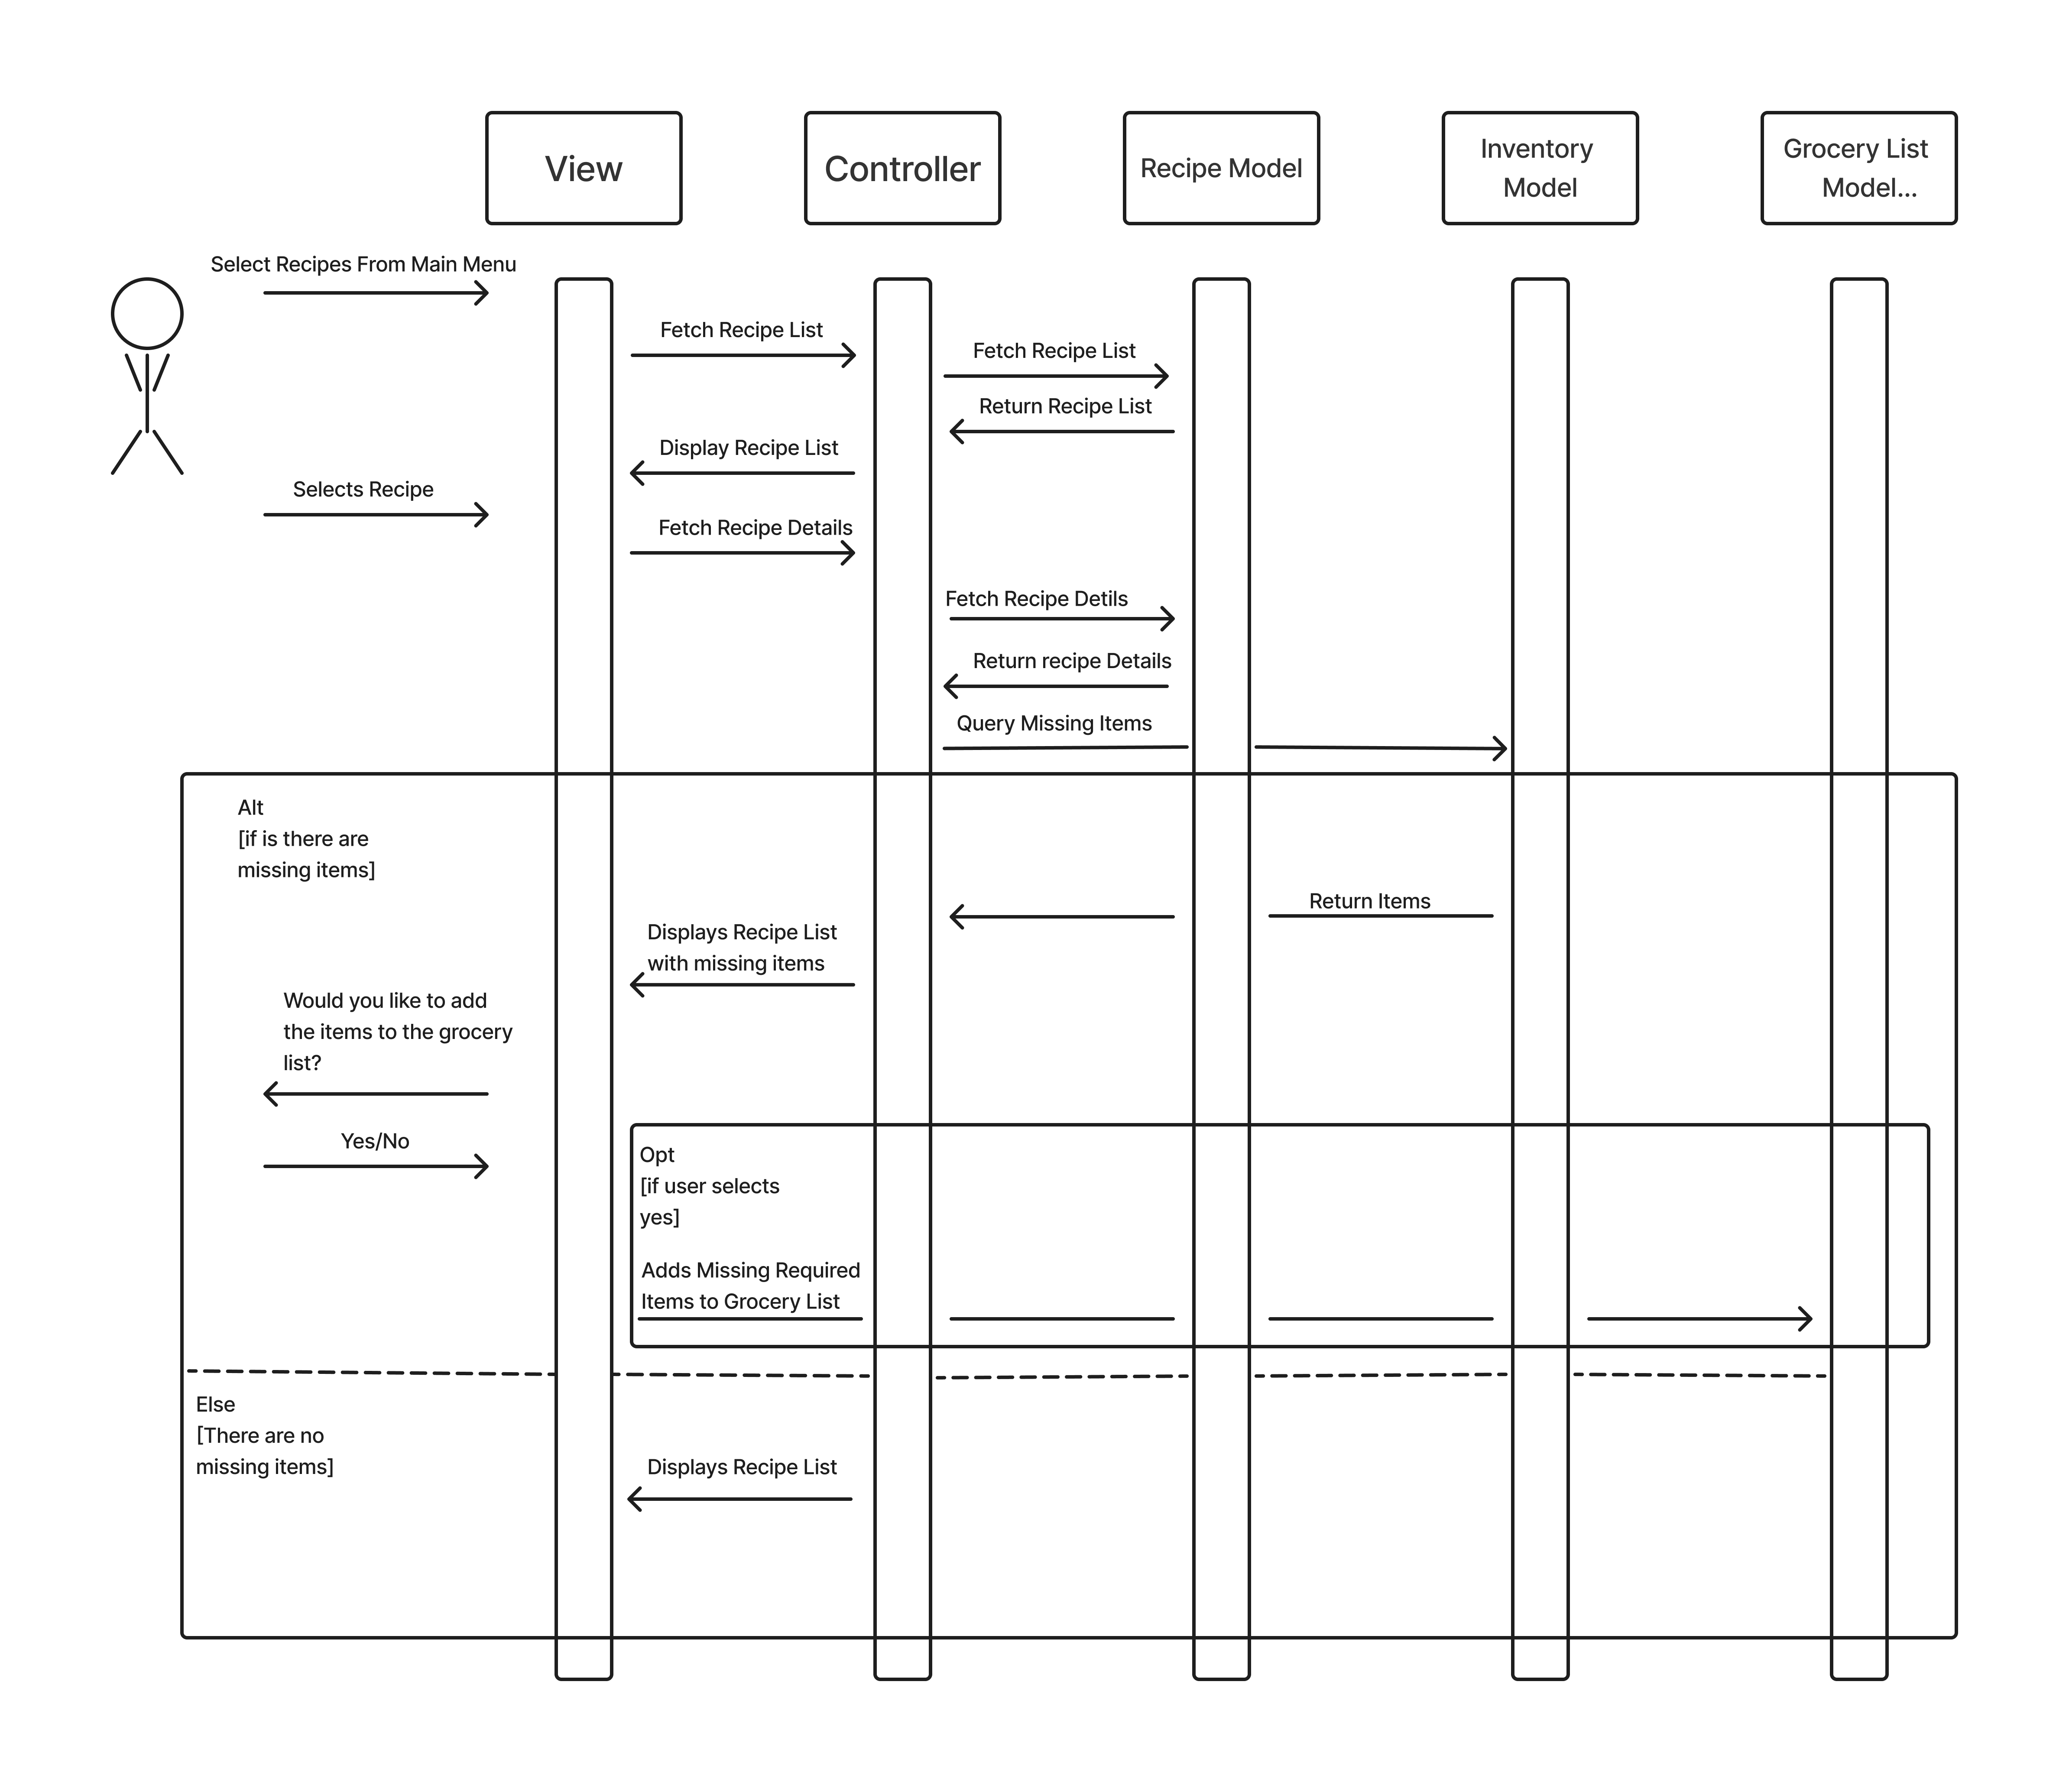 View
Controller
Recipe Model
Inventory
Model
Grocery List
Model...
Select Recipes From Main Menu
Fetch Recipe List
Fetch Recipe List
Return Recipe List
Display Recipe List
Selects Recipe
Fetch Recipe Details
Fetch Recipe Detils
Return recipe Details
Query Missing Items
Alt
[if is there are
missing items]
Return Items
Displays Recipe List
with missing items
Would you like to add
the items to the grocery
list?
Yes/No
Opt
[if user selects
yes]
Adds Missing Required
Items to Grocery List
Else
[There are no
missing items]
Displays Recipe List